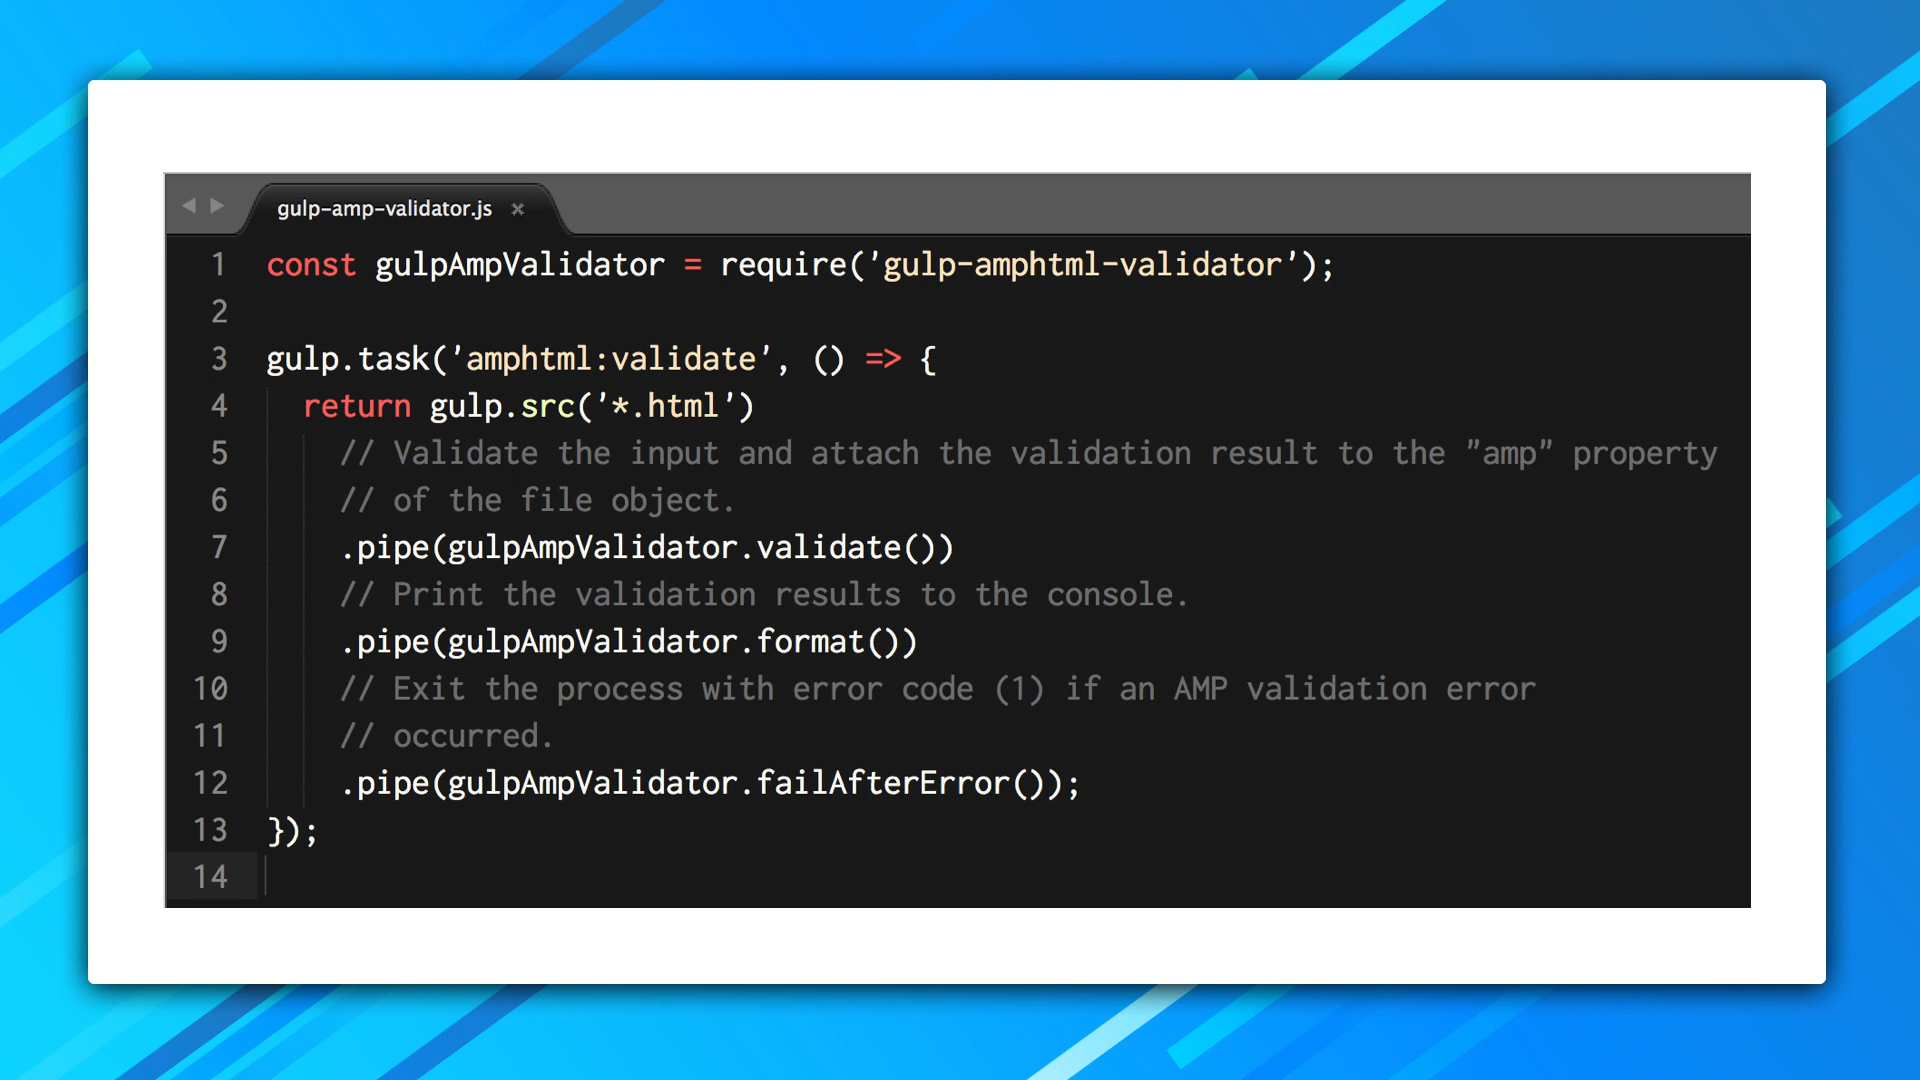 gulp-amp-validator.js ×
1 const gulpAmpValidator = require('gulp-amphtml-validator');
2
3 gulp.task('amphtml:validate', () => {
4 return gulp.src('*.html')
5 // Validate the input and attach the validation result to the "amp" property
6 // of the file object.
7 .pipe(gulpAmpValidator.validate())
8 // Print the validation results to the console.
9 .pipe(gulpAmpValidator.format())
10 // Exit the process with error code (1) if an AMP validation error
11 // occurred.
12 .pipe(gulpAmpValidator.failAfterError());
13 });
14